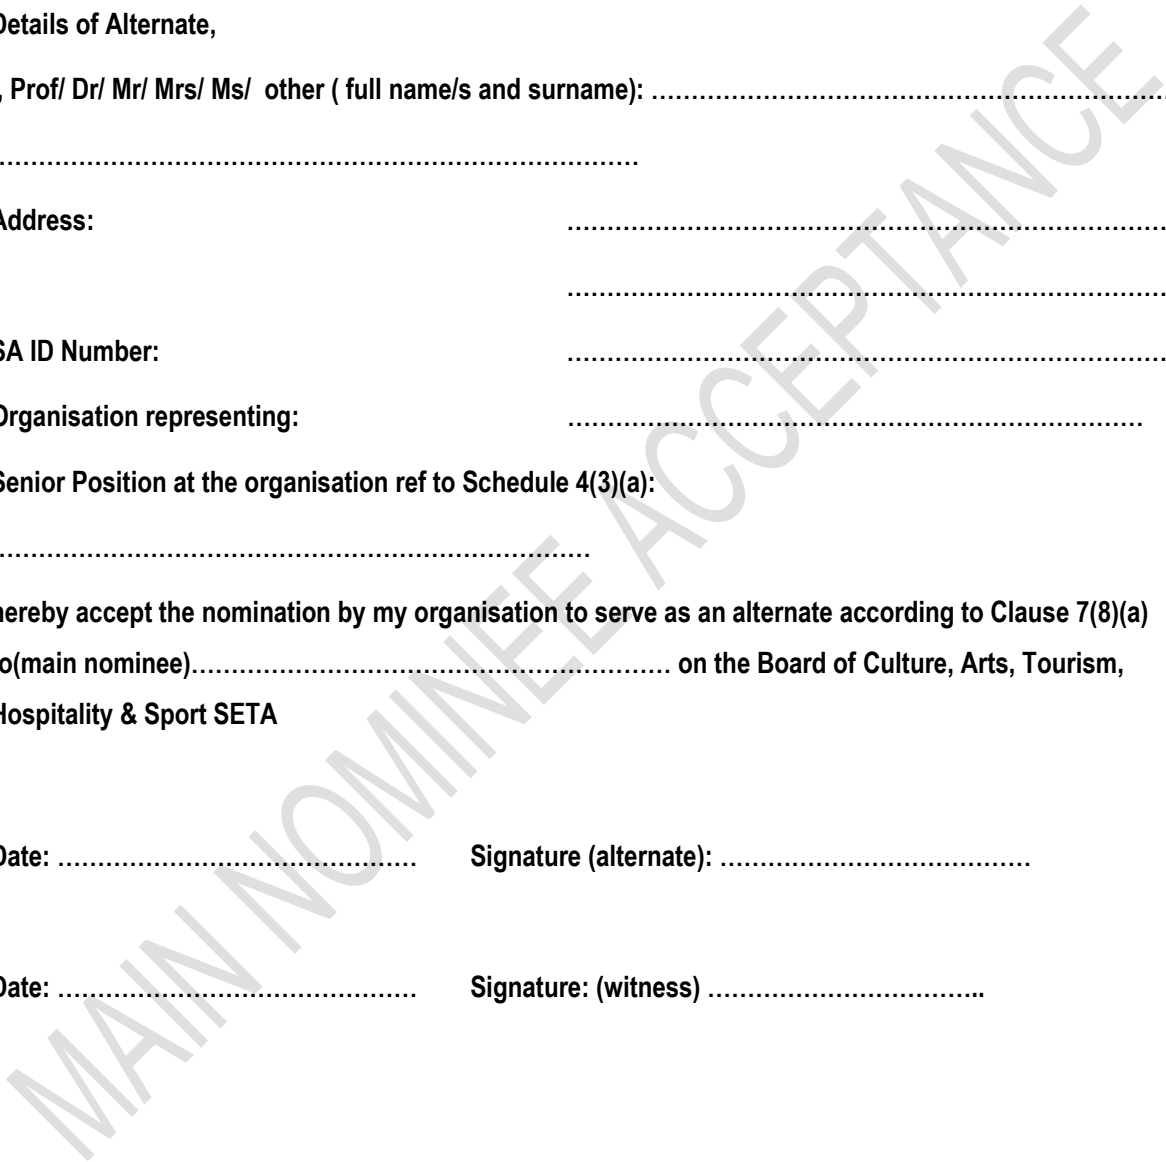 Details of Alternate,
, Prof/ Dr/ Mr/ Mrs/ Ms/ other ( full name/s and surname): ……………………………………………………………
……………………………………………………………………………
Address: …………………………………………………………………
…………………………………………………………………
SA ID Number: …………………………………………………………………
Organisation representing: ………………………………………………………………
Senior Position at the organisation ref to Schedule 4(3)(a):
…………………………………………………………………
hereby accept the nomination by my organisation to serve as an alternate according to Clause 7(8)(a)
to(main nominee)…………………………………………………… on the Board of Culture, Arts, Tourism,
Hospitality & Sport SETA
Date: ……………………………………… Signature (alternate): …………………………………
Date: ……………………………………… Signature: (witness) ……………………………..
MAIN NOMINEE ACCEPTANCE